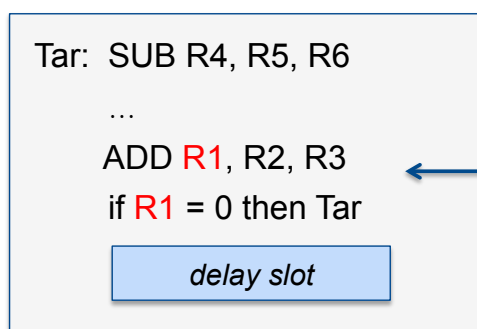 Tar: SUB R4, R5, R6
…
ADD R1, R2, R3
if R1 = 0 then Tar
delay slot